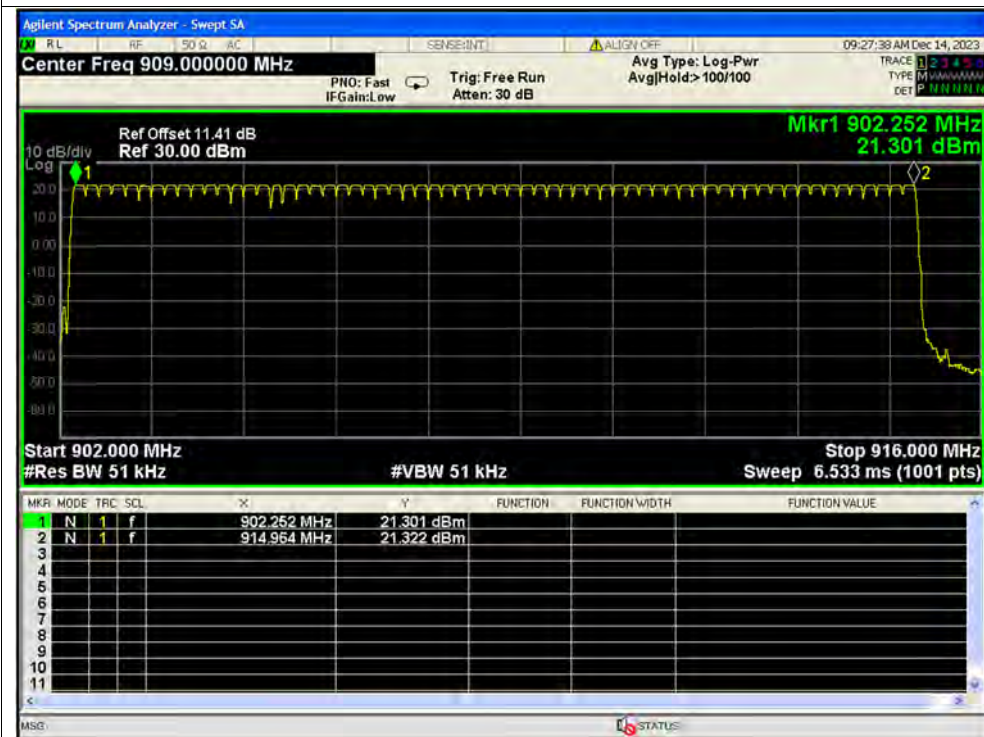 Agilent Spectrum Analyzer - Swept SA
RL RF 50 Ω AC SENSE:INT ALIGN OFF 09:27:38 AM Dec 14, 2023
Center Freq 909.000000 MHz
PNO: Fast
IFGain:Low
Trig: Free Run
Atten: 30 dB
Avg Type: Log-Pwr
Avg|Hold:> 100/100
TRACE 1 2 3 4 5 6
TYPE M
DET P N N N N N
Mkr1 902.252 MHz
21.301 dBm
Ref Offset 11.41 dB
10 dB/div Ref 30.00 dBm
Log
1
2
20.0
10.0
0.00
-10.0
-20.0
-30.0
-40.0
-50.0
-60.0
Start 902.000 MHz Stop 916.000 MHz
#Res BW 51 kHz #VBW 51 kHz Sweep 6.533 ms (1001 pts)
MKR MODE TRC SCL X Y FUNCTION FUNCTION WIDTH FUNCTION VALUE
1 N 1 f 902.252 MHz 21.301 dBm
2 N 1 f 914.964 MHz 21.322 dBm
3
4
5
6
7
8
9
10
11
MSG STATUS